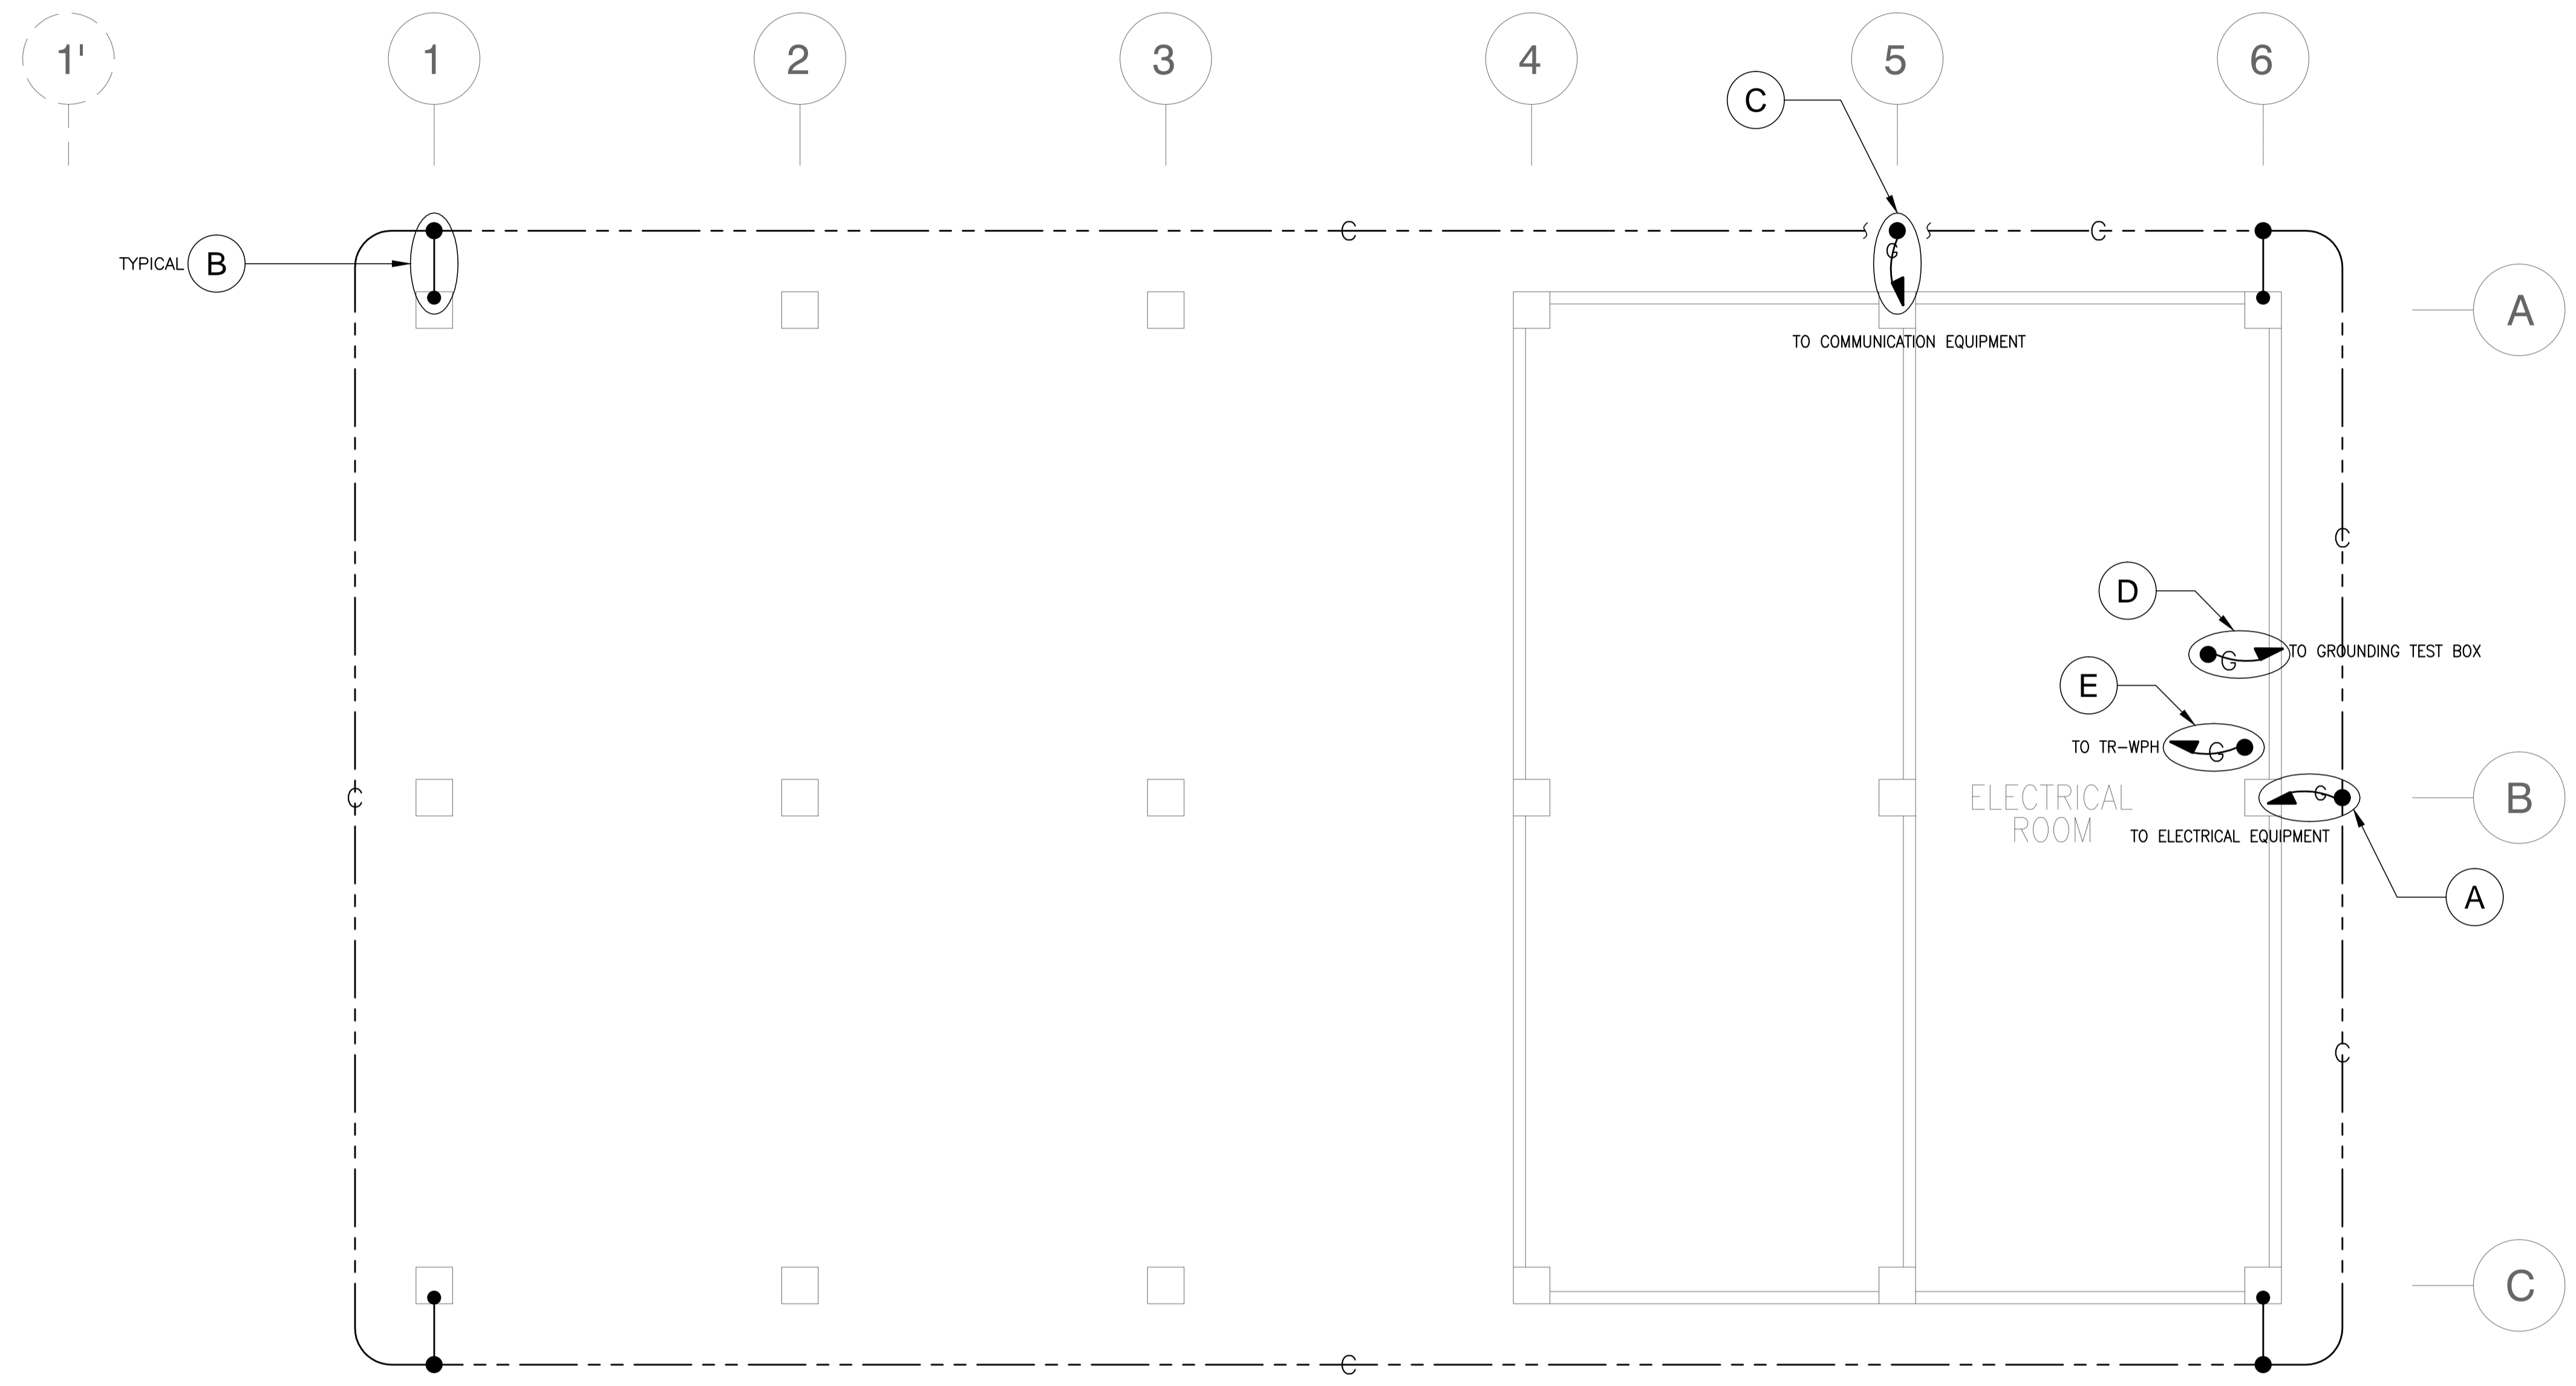 1'
1
2
3
4
5
6
C
C
C
TYPICAL B
G
A
TO COMMUNICATION EQUIPMENT
C
D
TO GROUNDING TEST BOX
G
E
TO TR-WPH
G
C
ELECTRICAL
ROOM
G
B
TO ELECTRICAL EQUIPMENT
A
C
C
C